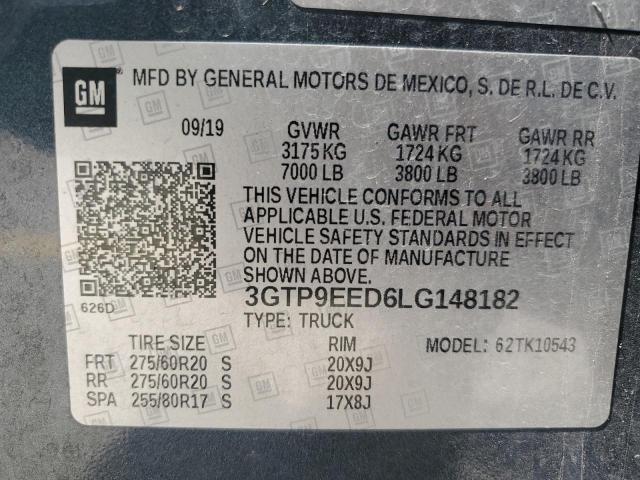 GM MFD BY GENERAL MOTORS DE MEXICO, S. DE R.L. DE C.V.
09/19 GVWR GAWR FRT GAWR RR
3175 KG 1724 KG 1724 KG
7000 LB 3800 LB 3800 LB
THIS VEHICLE CONFORMS TO ALL
APPLICABLE U.S. FEDERAL MOTOR
VEHICLE SAFETY STANDARDS IN EFFECT
ON THE DATE OF MANUFACTURE
SHOWN ABOVE.
626D 3GTP9EED6LG148182
TYPE: TRUCK
TIRE SIZE RIM MODEL: 62TK10543
FRT 275/60R20 S 20X9J
RR 275/60R20 S 20X9J
SPA 255/80R17 S 17X8J